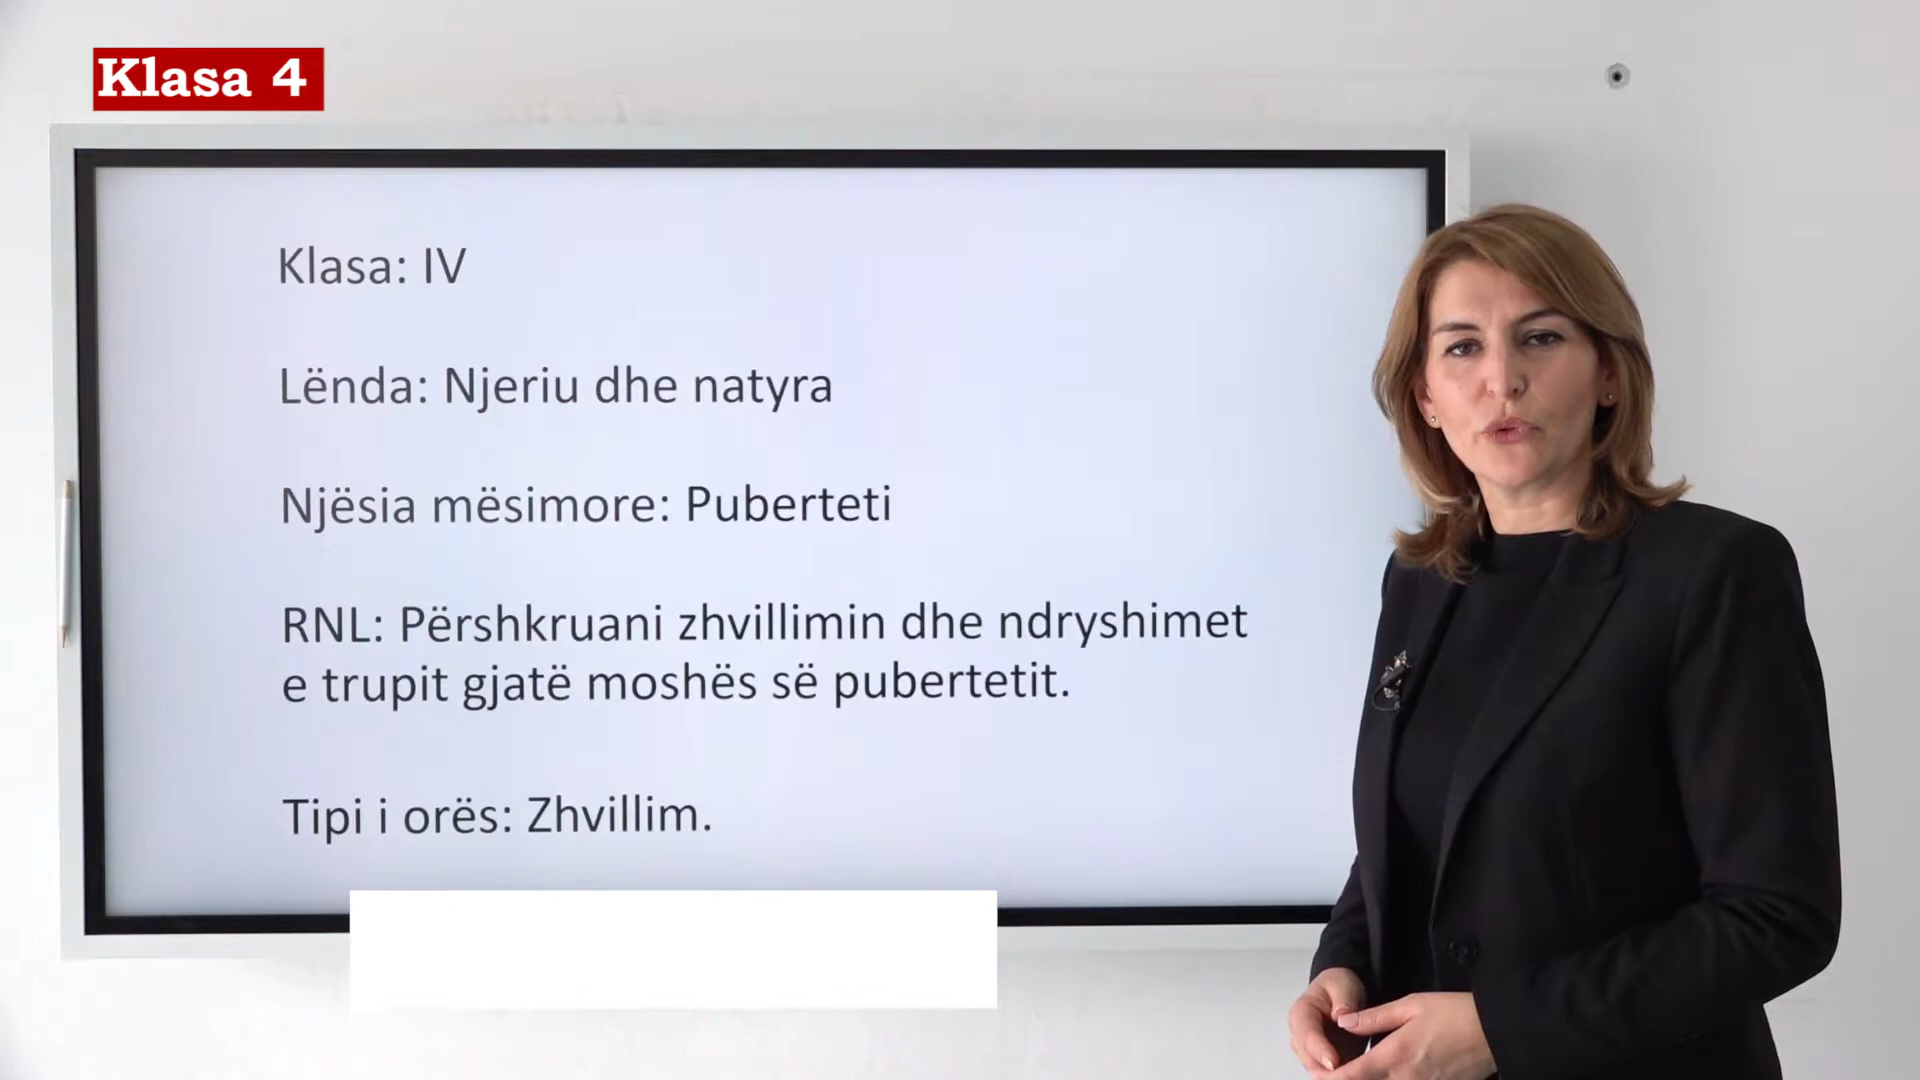 Klasa 4
Klasa: IV
Lënda: Njeriu dhe natyra
Njësia mësimore: Puberteti
RNL: Përshkruani zhvillimin dhe ndryshimet
e trupit gjatë moshës së pubertetit.
Tipi i orës: Zhvillim.